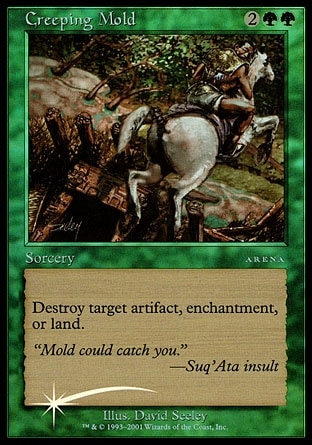 Creeping Mold 2
Seeley
Sorcery ARENA
Destroy target artifact, enchantment,
or land.
“Mold could catch you.”
—Suq’Ata insult
Illus. David Seeley
™ & © 1993–2001 Wizards of the Coast, Inc.